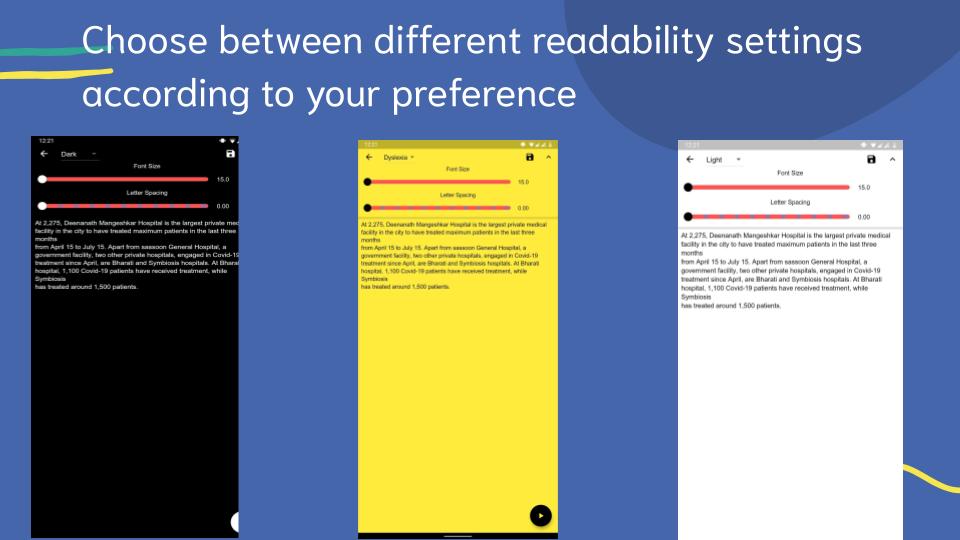 Choose between different readability settings
according to your preference
12:21
Dark
Font Size
15.0
Letter Spacing
0.00
At 2,275, Deenanath Mangeshkar Hospital is the largest private med
facility in the city to have treated maximum patients in the last three
months
from April 15 to July 15. Apart from sassoon General Hospital, a
government facility, two other private hospitals, engaged in Covid-19
treatment since April, are Bharati and Symbiosis hospitals. At Bharat
hospital, 1,100 Covid-19 patients have received treatment, while
Symbiosis
has treated around 1,500 patients.
12:21
Dyslexia
Font Size
15.0
Letter Spacing
0.00
At 2,275, Deenanath Mangeshkar Hospital is the largest private medical
facility in the city to have treated maximum patients in the last three
months
from April 15 to July 15. Apart from sassoon General Hospital, a
government facility, two other private hospitals, engaged in Covid-19
treatment since April, are Bharati and Symbiosis hospitals. At Bharati
hospital, 1,100 Covid-19 patients have received treatment, while
Symbiosis
has treated around 1,500 patients.
12:21
Light
Font Size
15.0
Letter Spacing
0.00
At 2,275, Deenanath Mangeshkar Hospital is the largest private medical
facility in the city to have treated maximum patients in the last three
months
from April 15 to July 15. Apart from sassoon General Hospital, a
government facility, two other private hospitals, engaged in Covid-19
treatment since April, are Bharati and Symbiosis hospitals. At Bharati
hospital, 1,100 Covid-19 patients have received treatment, while
Symbiosis
has treated around 1,500 patients.